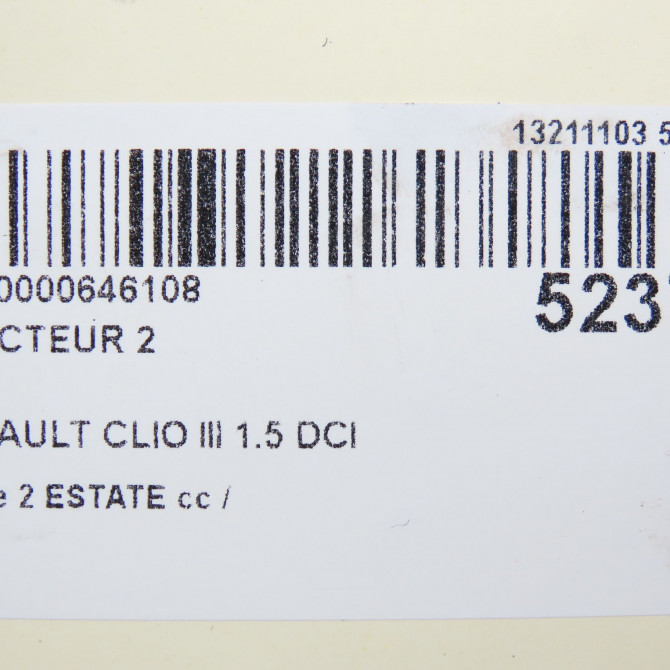 13211103 5
0000646108
523
CTEUR 2
AULT CLIO III 1.5 DCI
e 2 ESTATE cc /